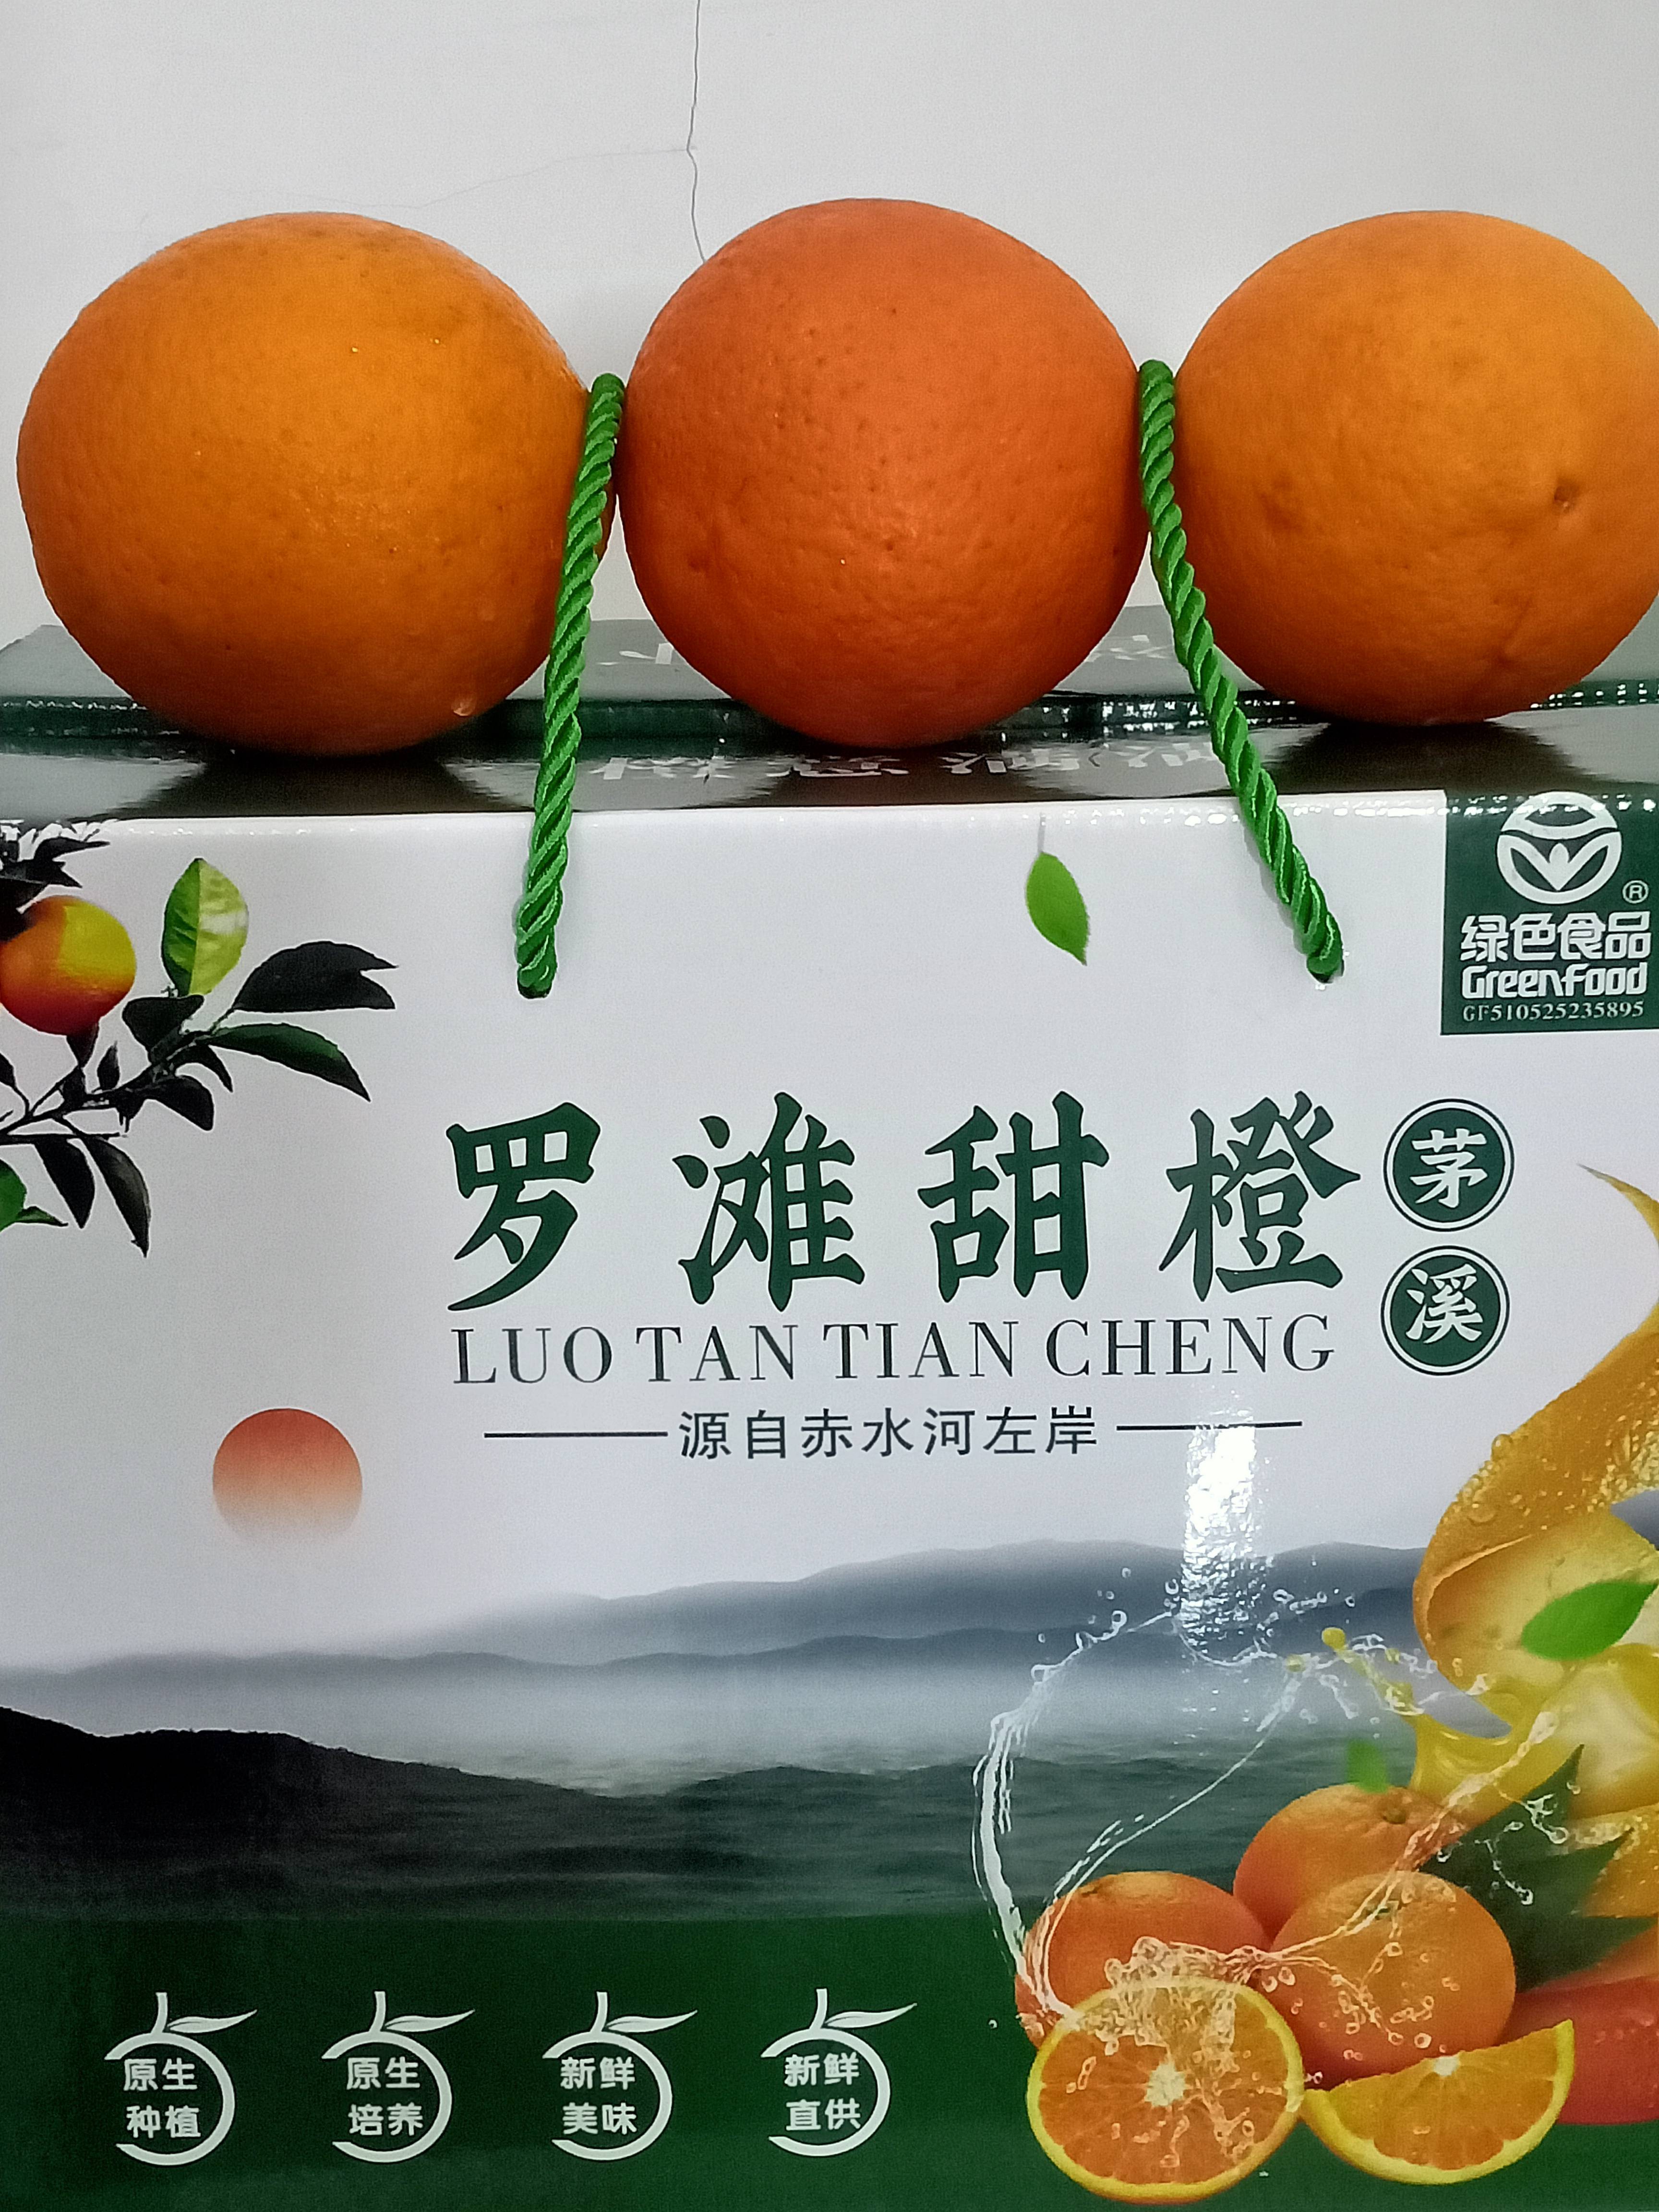 绿色食品
Greenfood
GF510525235895
®
罗滩甜橙
茅溪
LUO TAN TIAN CHENG
源自赤水河左岸
原生
种植
原生
培养
新鲜
美味
新鲜
直供